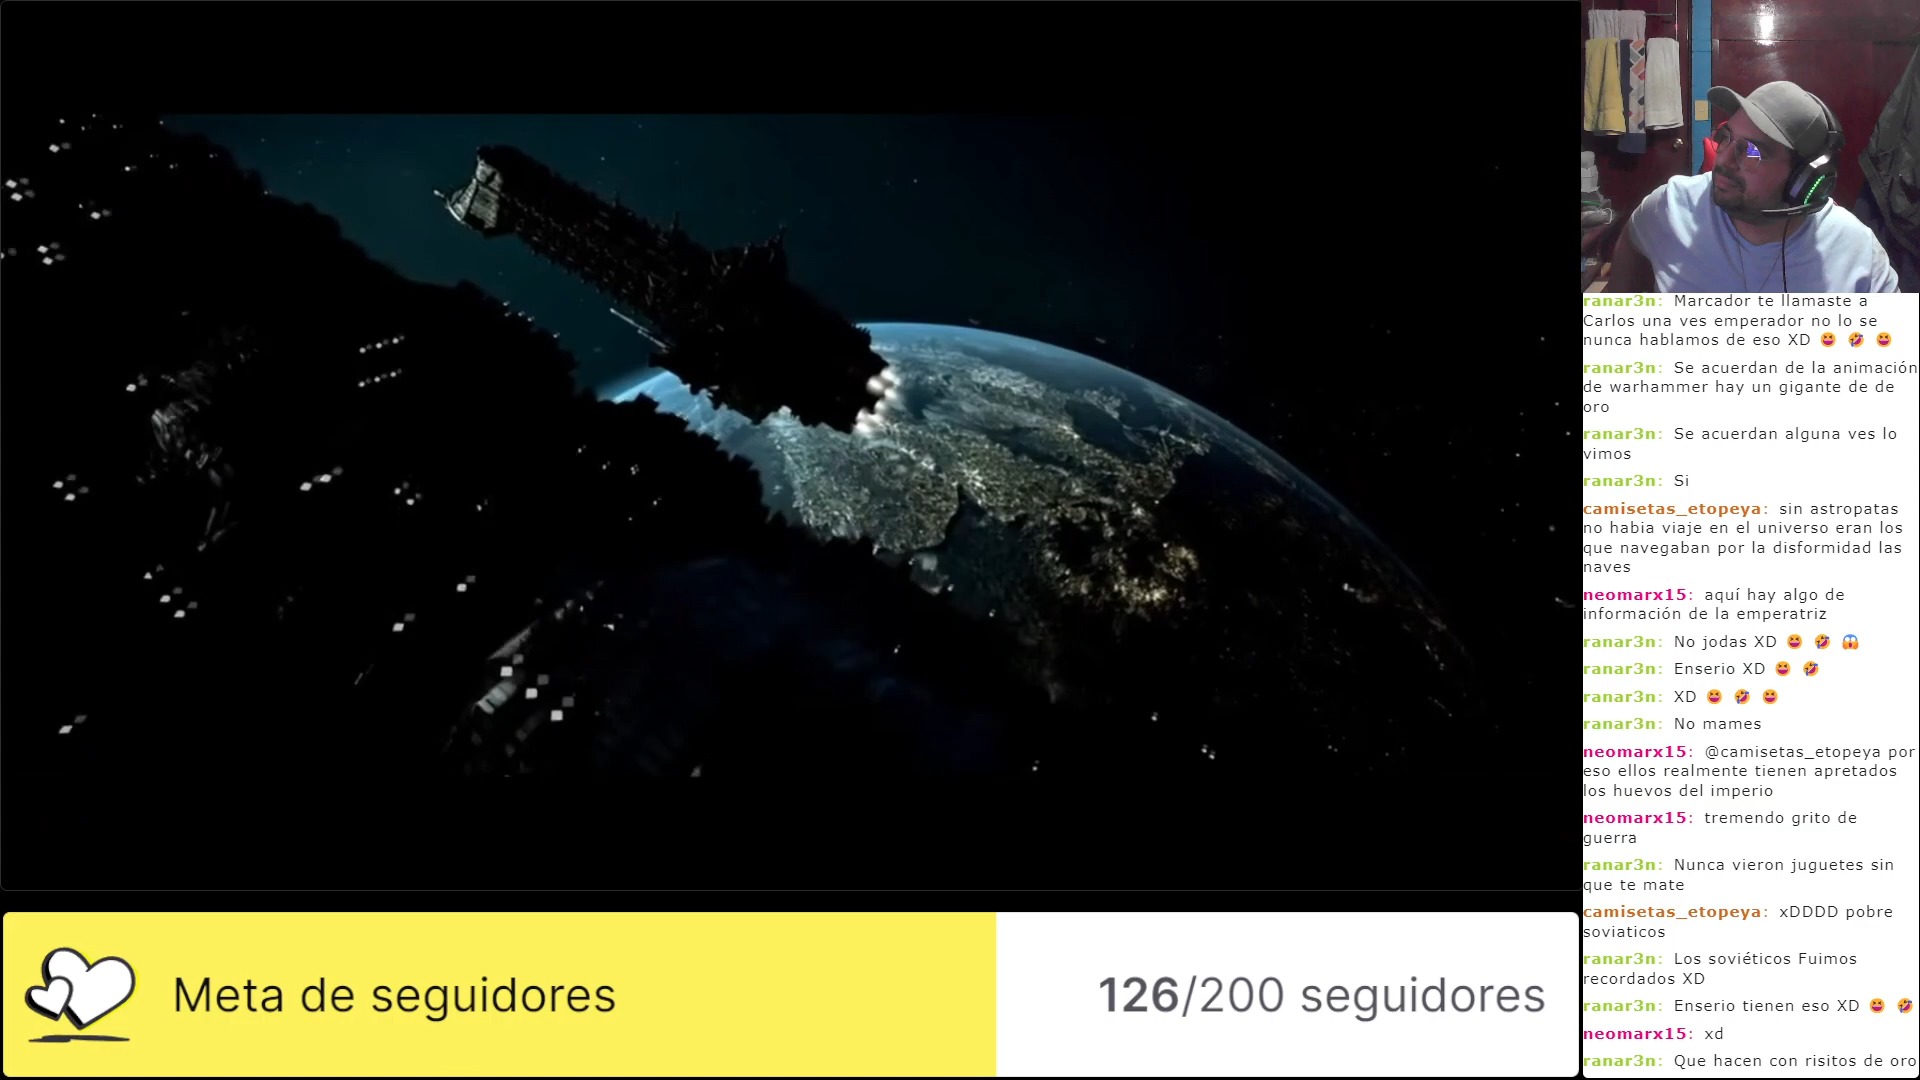 ranar3n: Marcador te llamaste a
Carlos una ves emperador no lo se
nunca hablamos de eso XD 😆 🤣 😆
ranar3n: Se acuerdan de la animación
de warhammer hay un gigante de de
oro
ranar3n: Se acuerdan alguna ves lo
vimos
ranar3n: Si
camisetas_etopeya: sin astropatas
no habia viaje en el universo eran los
que navegaban por la disformidad las
naves
neomarx15: aquí hay algo de
información de la emperatriz
ranar3n: No jodas XD 😆 🤣 😱
ranar3n: Enserio XD 😆 🤣
ranar3n: XD 😆 🤣 😆
ranar3n: No mames
neomarx15: @camisetas_etopeya por
eso ellos realmente tienen apretados
los huevos del imperio
neomarx15: tremendo grito de
guerra
ranar3n: Nunca vieron juguetes sin
que te mate
camisetas_etopeya: xDDDD pobre
soviaticos
ranar3n: Los soviéticos Fuimos
recordados XD
ranar3n: Enserio tienen eso XD 😆 🤣
neomarx15: xd
ranar3n: Que hacen con risitos de oro
Meta de seguidores
126/200 seguidores